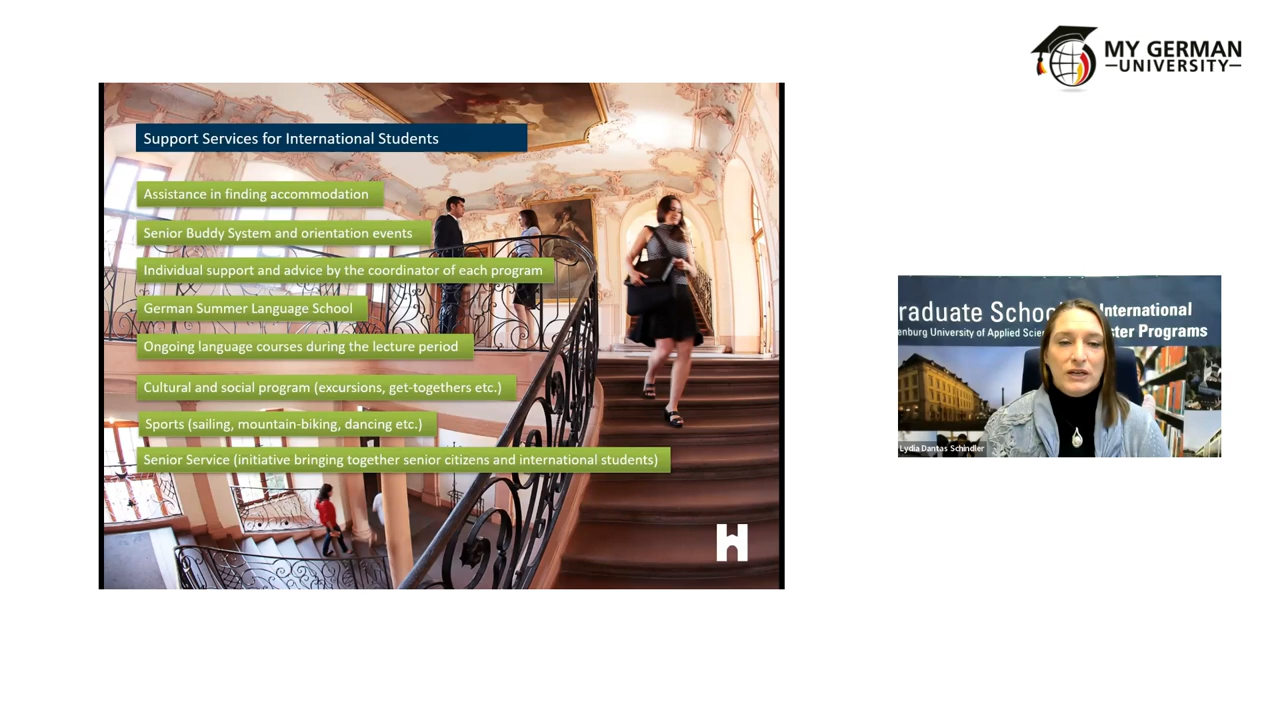 MY GERMAN
UNIVERSITY
Support Services for International Students
Assistance in finding accommodation
Senior Buddy System and orientation events
Individual support and advice by the coordinator of each program
German Summer Language School
Ongoing language courses during the lecture period
Cultural and social program (excursions, get-togethers etc.)
Sports (sailing, mountain-biking, dancing etc.)
Senior Service (initiative bringing together senior citizens and international students)
H
raduate Schoo International
enburg University of Applied Scie ter Programs
Lydia Dantas Schindler